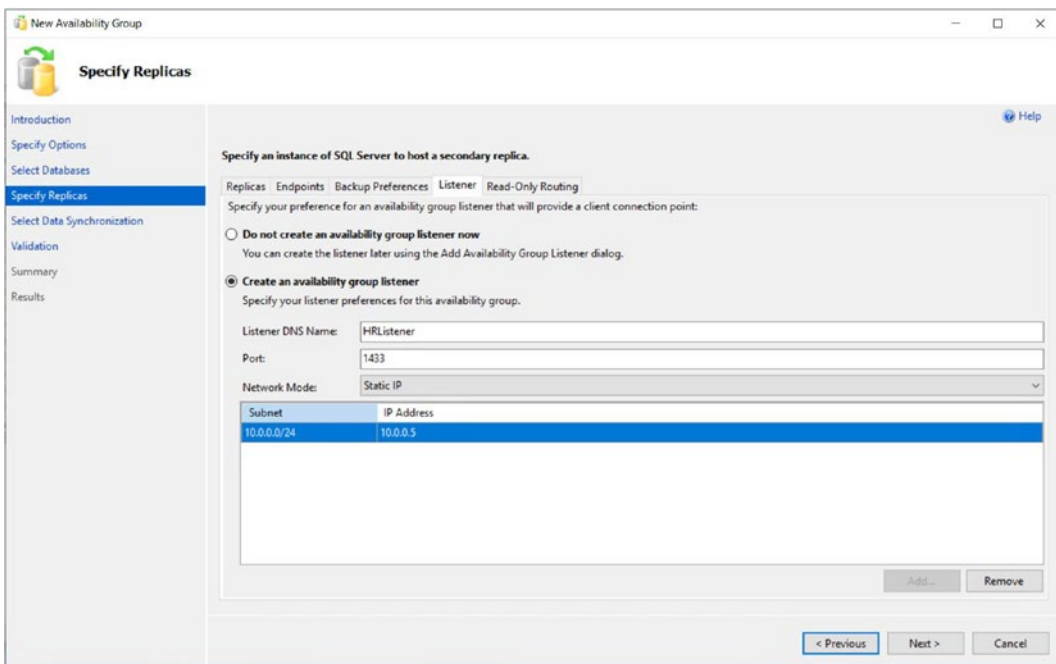 New Availability Group
Specify Replicas
Introduction
Specify Options
Select Databases
Specify Replicas
Select Data Synchronization
Validation
Summary
Results
Help
Specify an instance of SQL Server to host a secondary replica.
Replicas Endpoints Backup Preferences Listener Read-Only Routing
Specify your preference for an availability group listener that will provide a client connection point:
Do not create an availability group listener now
You can create the listener later using the Add Availability Group Listener dialog.
Create an availability group listener
Specify your listener preferences for this availability group.
Listener DNS Name: HRListener
Port: 1433
Network Mode: Static IP
Subnet IP Address
10.0.0.0/24 10.0.0.5
Add... Remove
< Previous Next > Cancel